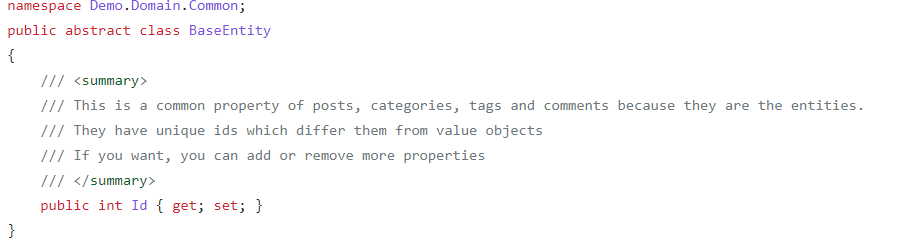 namespace Demo.Domain.Common;
public abstract class BaseEntity
{
    /// <summary>
    /// This is a common property of posts, categories, tags and comments because they are the entities.
    /// They have unique ids which differ them from value objects
    /// If you want, you can add or remove more properties
    /// </summary>
    public int Id { get; set; }
}